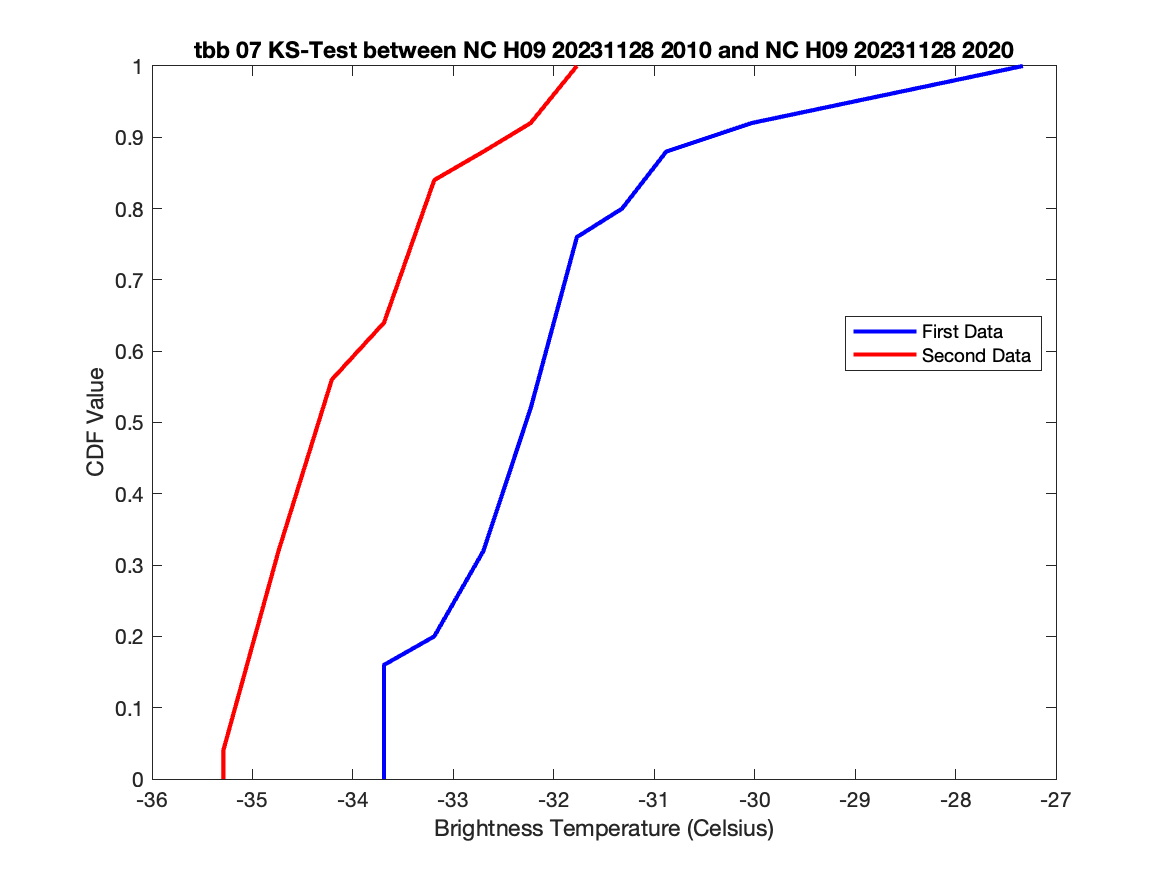 tbb 07 KS-Test between NC H09 20231128 2010 and NC H09 20231128 2020
1
0.9
0.8
0.7
0.6
0.5
0.4
0.3
0.2
0.1
0
CDF Value
First Data
Second Data
-36 -35 -34 -33 -32 -31 -30 -29 -28 -27
Brightness Temperature (Celsius)